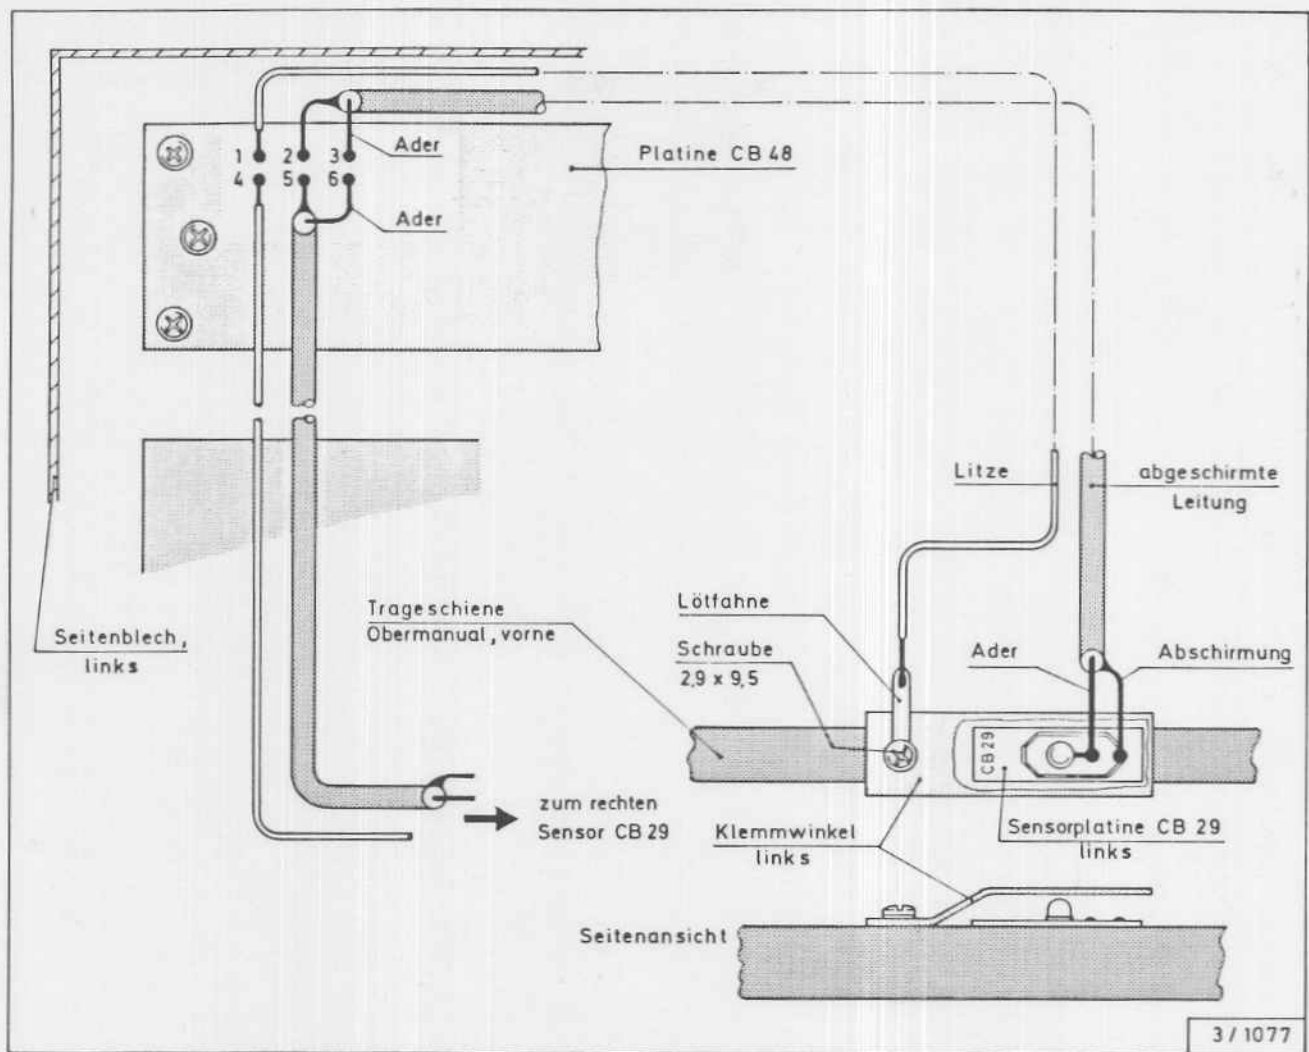 1 2 3
4 5 6
Ader
Ader
Platine CB 48
Litze
abgeschirmte
Leitung
Seitenblech,
links
Trageschiene
Obermanual, vorne
Lötfahne
Schraube
2,9 x 9,5
Ader
Abschirmung
CB 29
zum rechten
Sensor CB 29
Klemmwinkel
links
Sensorplatine CB 29
links
Seitenansicht
3 / 1077